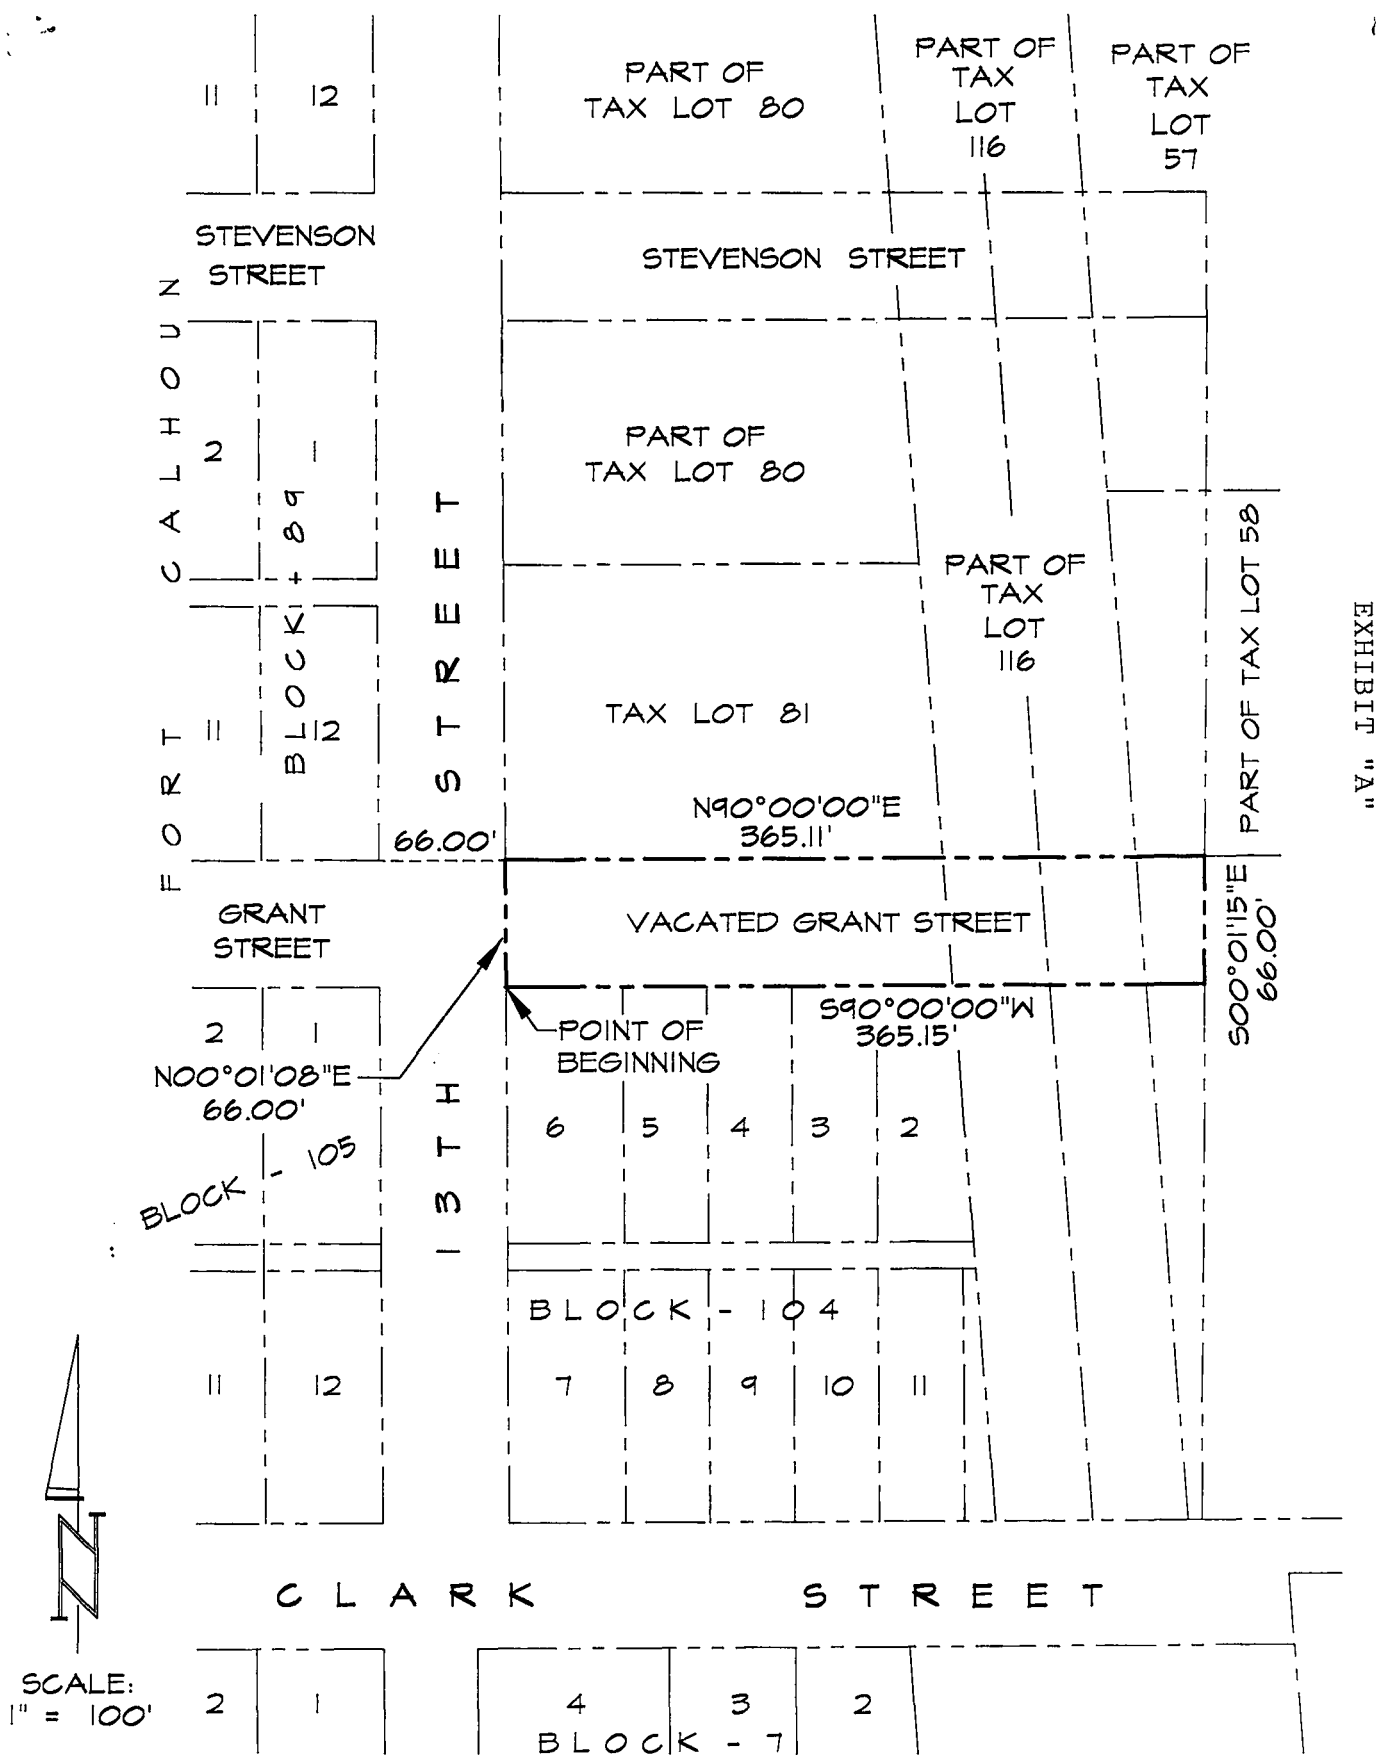 11
12
PART OF
TAX LOT 80
PART OF
TAX
LOT
116
PART OF
TAX
LOT
57
STEVENSON
STREET
STEVENSON STREET
FORT CALHOUN
2
1
BLOCK - 89
PART OF
TAX LOT 80
13TH STREET
PART OF
TAX
LOT
116
PART OF TAX LOT 58
EXHIBIT "A"
11
12
TAX LOT 81
66.00'
N90°00'00"E
365.11'
GRANT
STREET
VACATED GRANT STREET
S00°01'15"E
66.00'
2
1
N00°01'08"E
66.00'
POINT OF
BEGINNING
S90°00'00"W
365.15'
BLOCK - 105
6
5
4
3
2
BLOCK - 104
11
12
7
8
9
10
11
N
CLARK STREET
SCALE:
1" = 100'
2
1
4
3
2
BLOCK - 7